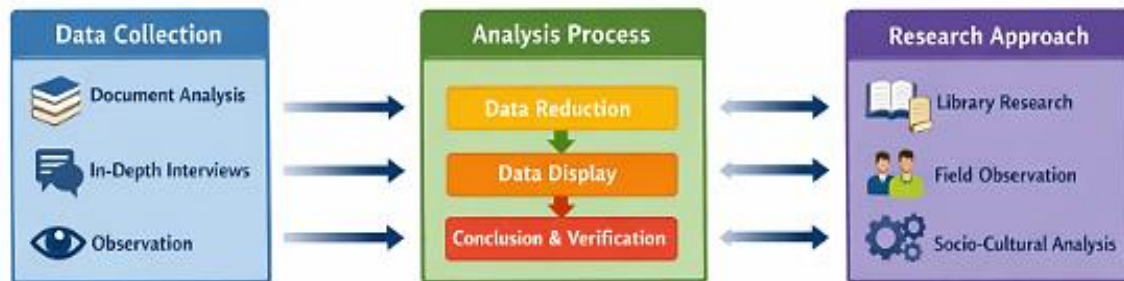 Data Collection
Document Analysis
In-Depth Interviews
Observation
Analysis Process
Data Reduction
Data Display
Conclusion & Verification
Research Approach
Library Research
Field Observation
Socio-Cultural Analysis